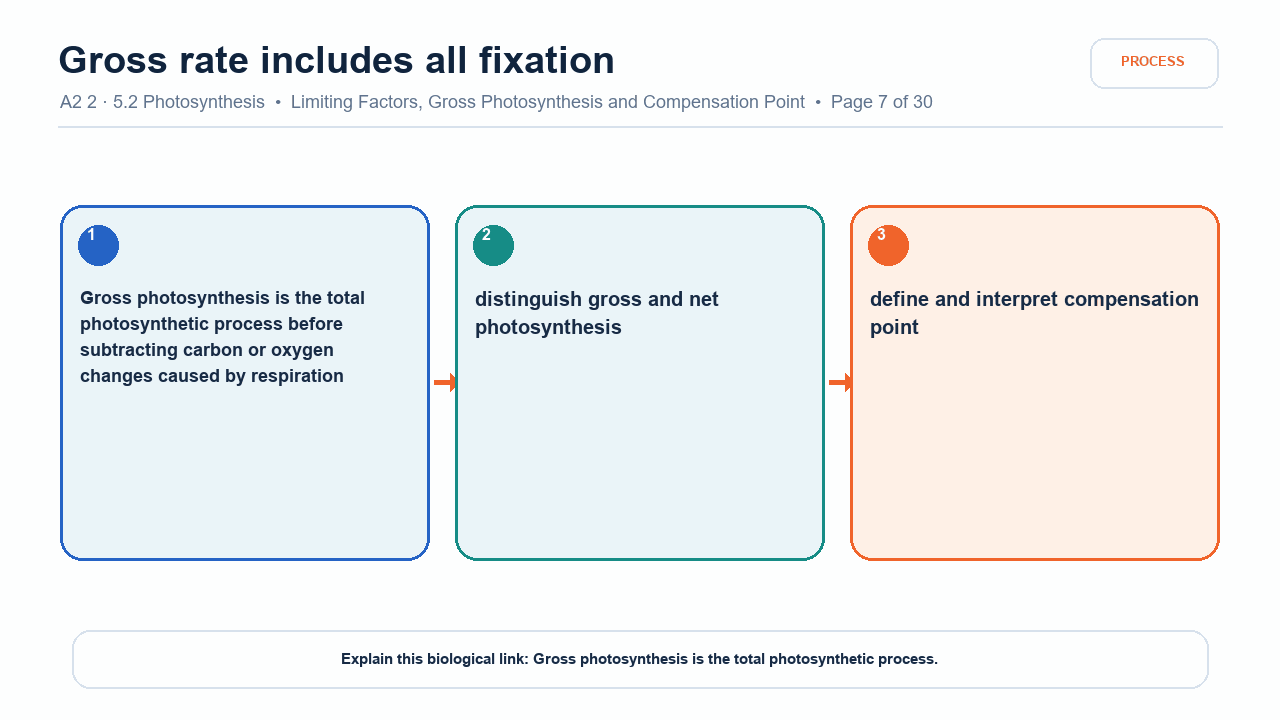 Gross rate includes all fixation
PROCESS
A2 2 · 5.2 Photosynthesis • Limiting Factors, Gross Photosynthesis and Compensation Point • Page 7 of 30
1
Gross photosynthesis is the total
photosynthetic process before
subtracting carbon or oxygen
changes caused by respiration
2
distinguish gross and net
photosynthesis
3
define and interpret compensation
point
Explain this biological link: Gross photosynthesis is the total photosynthetic process.